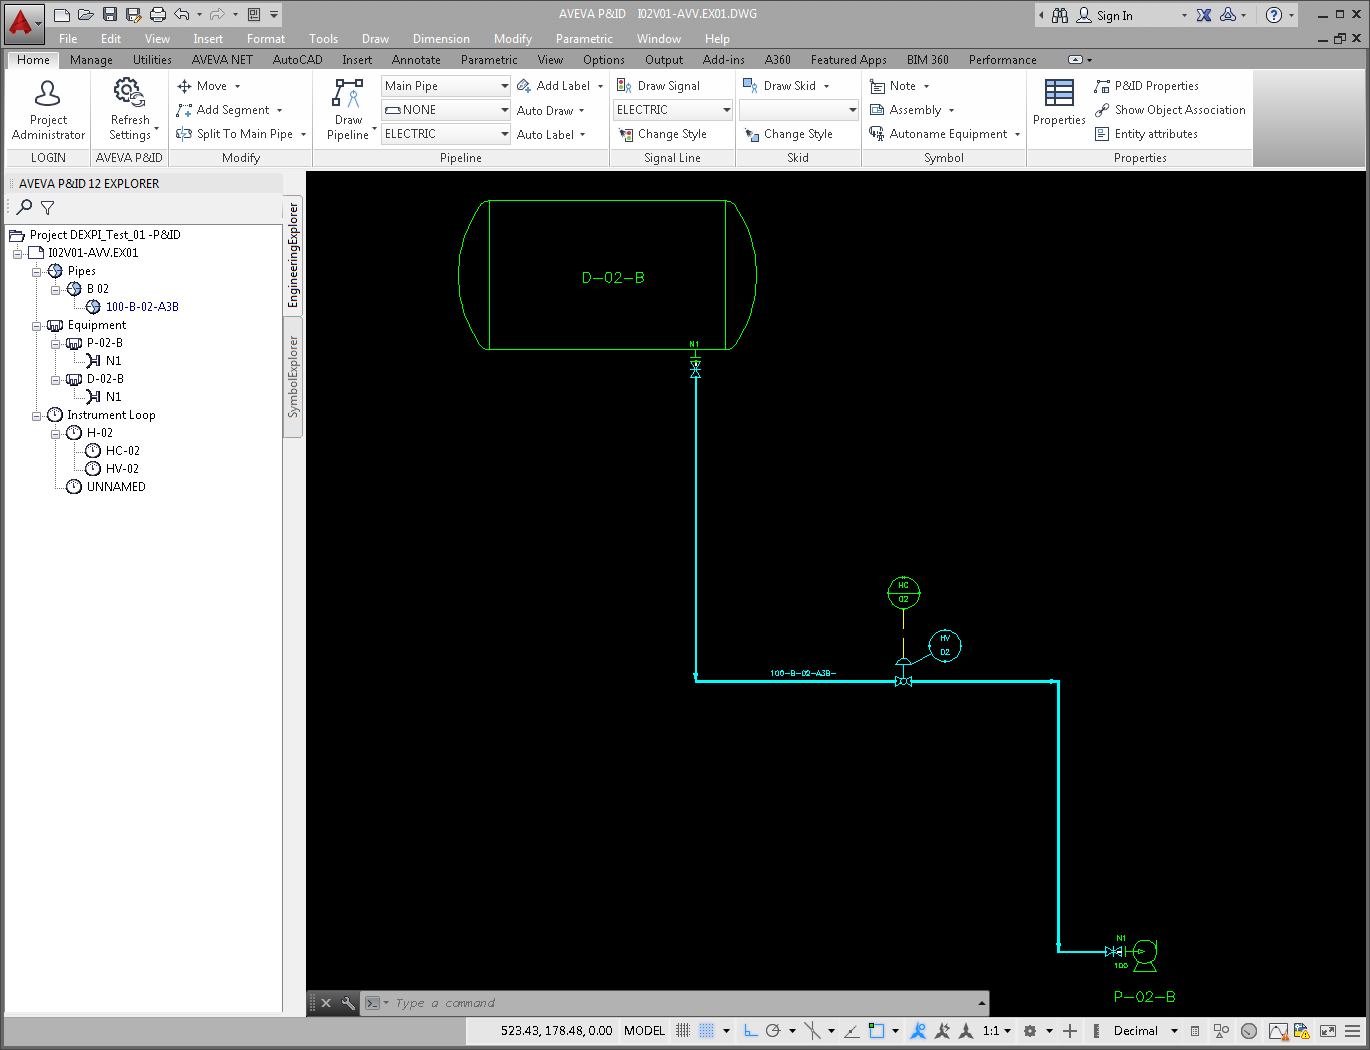 AVEVA P&ID I02V01-AVV.EX01.DWG
Sign In
File Edit View Insert Format Tools Draw Dimension Modify Parametric Window Help
Home Manage Utilities AVEVA NET AutoCAD Insert Annotate Parametric View Options Output Add-ins A360 Featured Apps BIM 360 Performance
Project Administrator
LOGIN
Refresh Settings
AVEVA P&ID
Move
Add Segment
Split To Main Pipe
Modify
Draw Pipeline
Main Pipe
NONE
ELECTRIC
Add Label
Auto Draw
Auto Label
Pipeline
Draw Signal
ELECTRIC
Change Style
Signal Line
Draw Skid
Change Style
Skid
Note
Assembly
Autoname Equipment
Symbol
Properties
P&ID Properties
Show Object Association
Entity attributes
Properties
AVEVA P&ID 12 EXPLORER
EngineeringExplorer
SymbolExplorer
Project DEXPI_Test_01 -P&ID
I02V01-AVV.EX01
Pipes
B 02
100-B-02-A3B
Equipment
P-02-B
N1
D-02-B
N1
Instrument Loop
H-02
HC-02
HV-02
UNNAMED
D-02-B
N1
HC
02
HV
02
100-B-02-A3B-
N1
100
P-02-B
Type a command
523.43, 178.48, 0.00 MODEL 1:1 Decimal